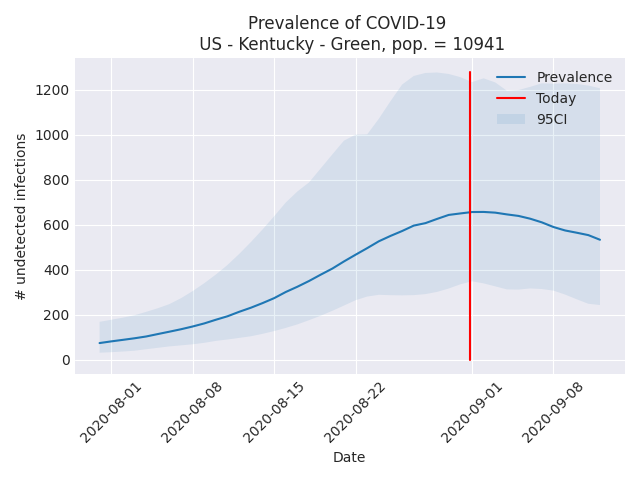 Prevalence of COVID-19
US - Kentucky - Green, pop. = 10941
Prevalence
Today
95CI
# undetected infections
1200
1000
800
600
400
200
0
2020-08-01
2020-08-08
2020-08-15
2020-08-22
2020-09-01
2020-09-08
Date